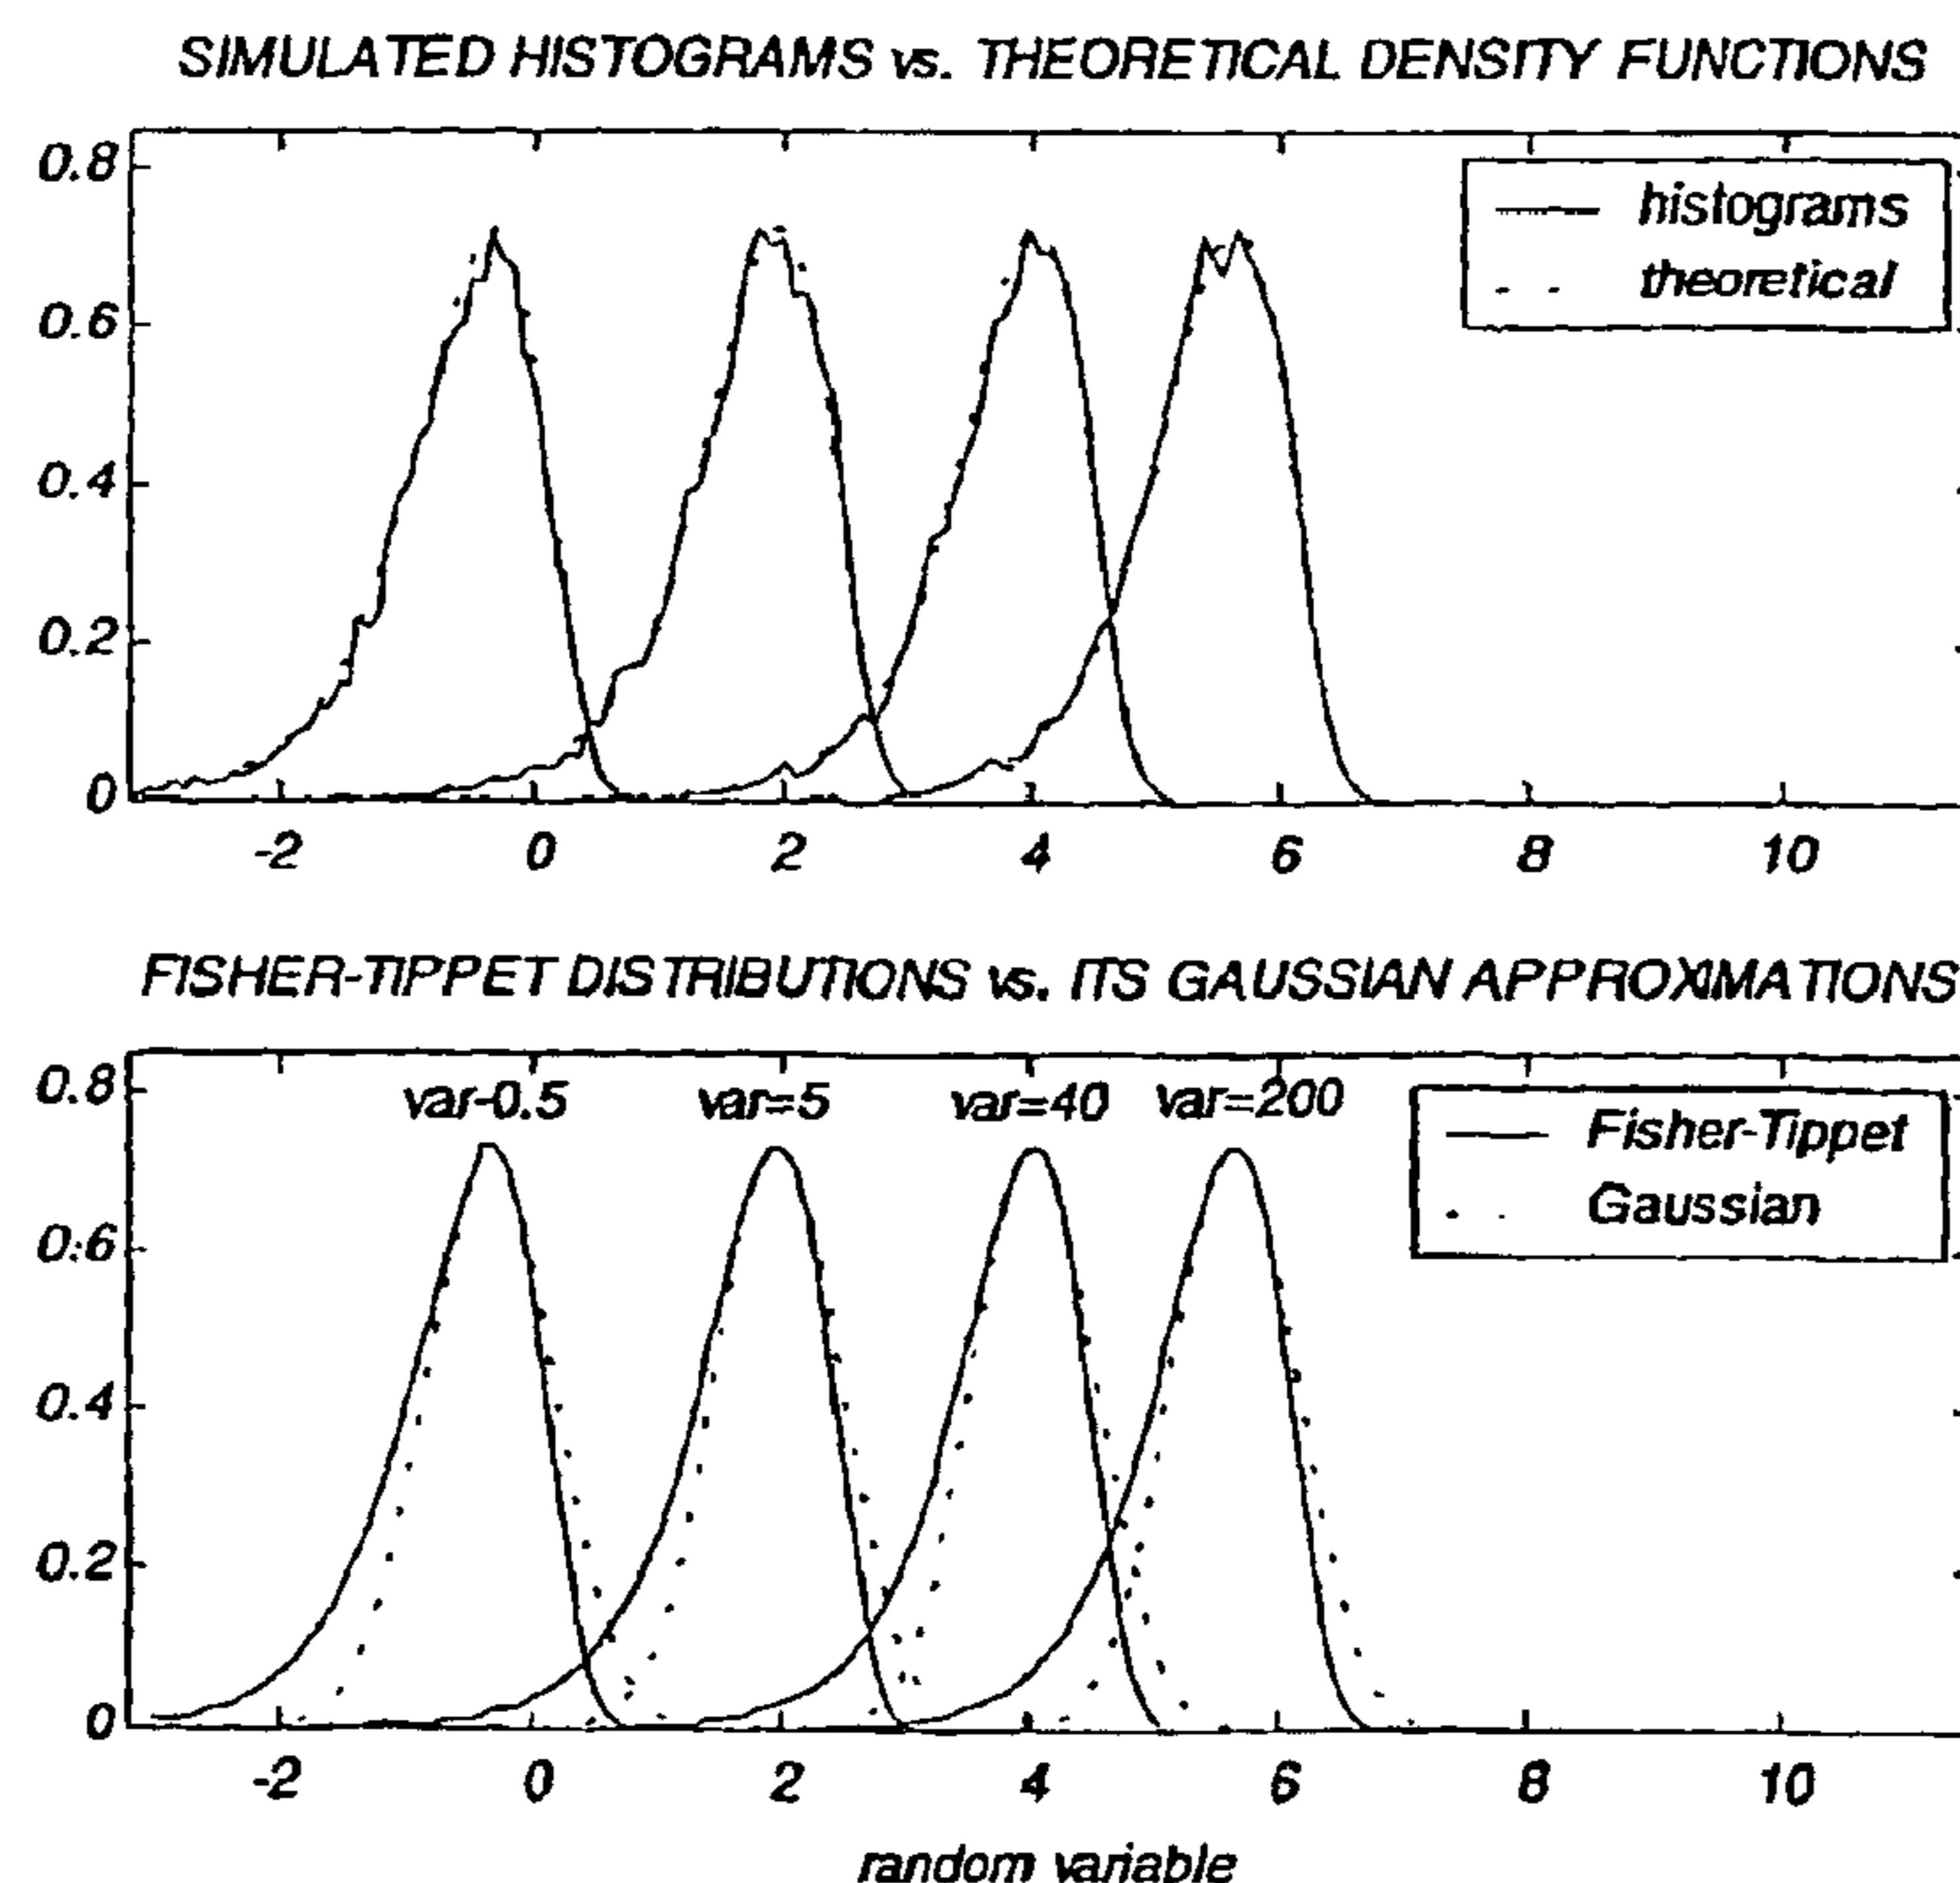 SIMULATED HISTOGRAMS vs. THEORETICAL DENSITY FUNCTIONS
0.8
0.6
0.4
0.2
0
histograms
theoretical
-2 0 2 4 6 8 10
FISHER-TIPPET DISTRIBUTIONS vs. ITS GAUSSIAN APPROXIMATIONS
0.8
0.6
0.4
0.2
0
var-0.5 var=5 var=40 var=200
Fisher-Tippet
Gaussian
-2 0 2 4 6 8 10
random variable